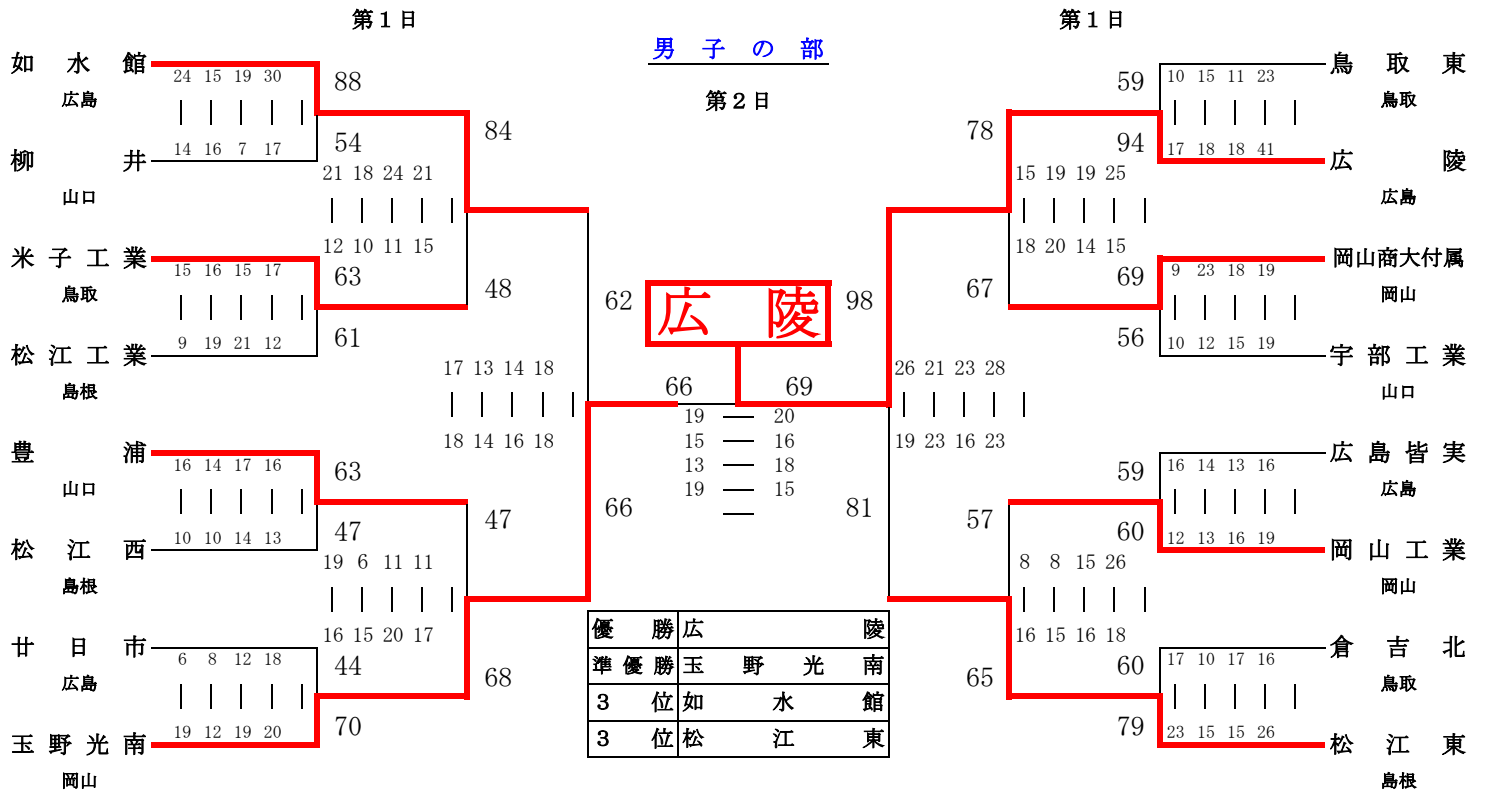 第１日
第１日
男子の部
第２日
如水館
広島
24 15 19 30
88
14 16 7 17
54
柳井
山口
84
21 18 24 21
12 10 11 15
米子工業
鳥取
15 16 15 17
63
9 19 21 12
61
松江工業
島根
48
62
17 13 14 18
18 14 16 18
豊浦
山口
16 14 17 16
63
10 10 14 13
47
松江西
島根
47
19 6 11 11
16 15 20 17
廿日市
広島
6 8 12 18
44
19 12 19 20
70
玉野光南
岡山
68
66
広陵
66
69
19 20
15 16
13 18
19 15
優勝 広陵
準優勝 玉野光南
３位 如水館
３位 松江東
鳥取東
鳥取
59
10 15 11 23
94
17 18 18 41
広陵
広島
78
15 19 19 25
18 20 14 15
岡山商大付属
岡山
69
9 23 18 19
56
10 12 15 19
宇部工業
山口
67
98
26 21 23 28
19 23 16 23
広島皆実
広島
59
16 14 13 16
60
12 13 16 19
岡山工業
岡山
57
8 8 15 26
16 15 16 18
倉吉北
鳥取
60
17 10 17 16
79
23 15 15 26
松江東
島根
65
81